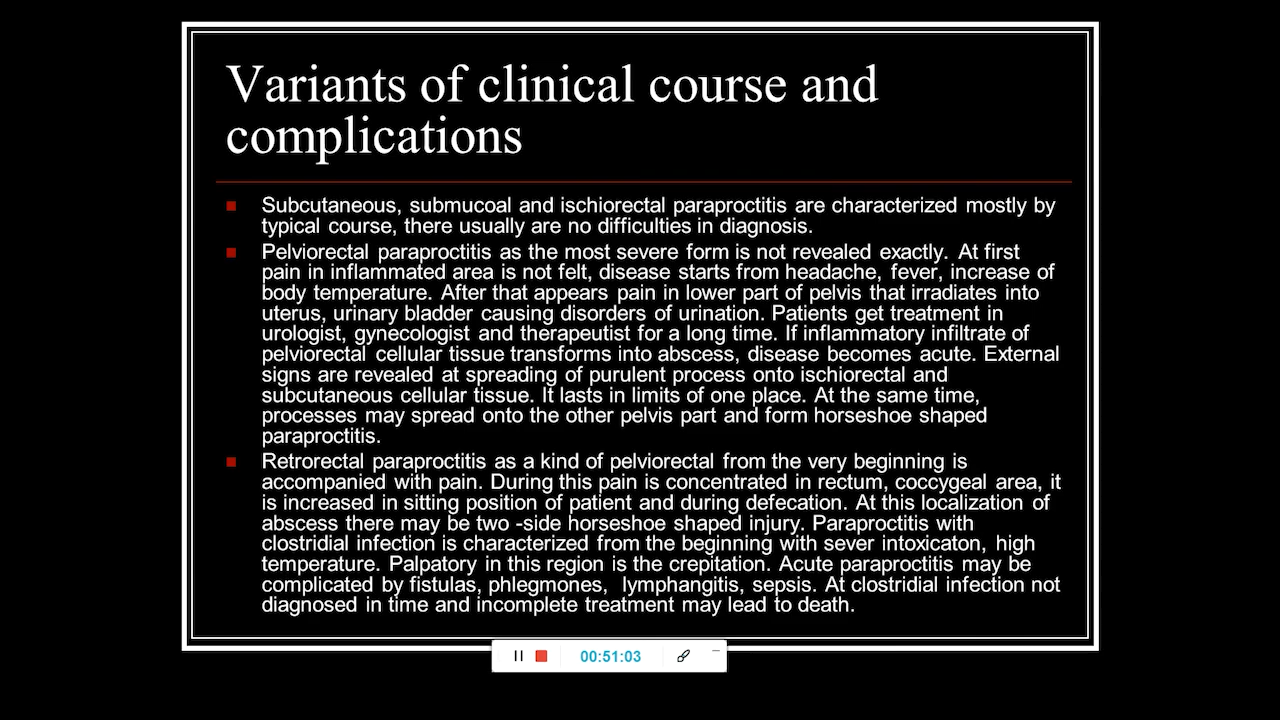 Variants of clinical course and
complications
Subcutaneous, submucoal and ischiorectal paraproctitis are characterized mostly by
typical course, there usually are no difficulties in diagnosis.
Pelviorectal paraproctitis as the most severe form is not revealed exactly. At first
pain in inflammated area is not felt, disease starts from headache, fever, increase of
body temperature. After that appears pain in lower part of pelvis that irradiates into
uterus, urinary bladder causing disorders of urination. Patients get treatment in
urologist, gynecologist and therapeutist for a long time. If inflammatory infiltrate of
pelviorectal cellular tissue transforms into abscess, disease becomes acute. External
signs are revealed at spreading of purulent process onto ischiorectal and
subcutaneous cellular tissue. It lasts in limits of one place. At the same time,
processes may spread onto the other pelvis part and form horseshoe shaped
paraproctitis.
Retrorectal paraproctitis as a kind of pelviorectal from the very beginning is
accompanied with pain. During this pain is concentrated in rectum, coccygeal area, it
is increased in sitting position of patient and during defecation. At this localization of
abscess there may be two -side horseshoe shaped injury. Paraproctitis with
clostridial infection is characterized from the beginning with sever intoxicaton, high
temperature. Palpatory in this region is the crepitation. Acute paraproctitis may be
complicated by fistulas, phlegmones, lymphangitis, sepsis. At clostridial infection not
diagnosed in time and incomplete treatment may lead to death.
00:51:03